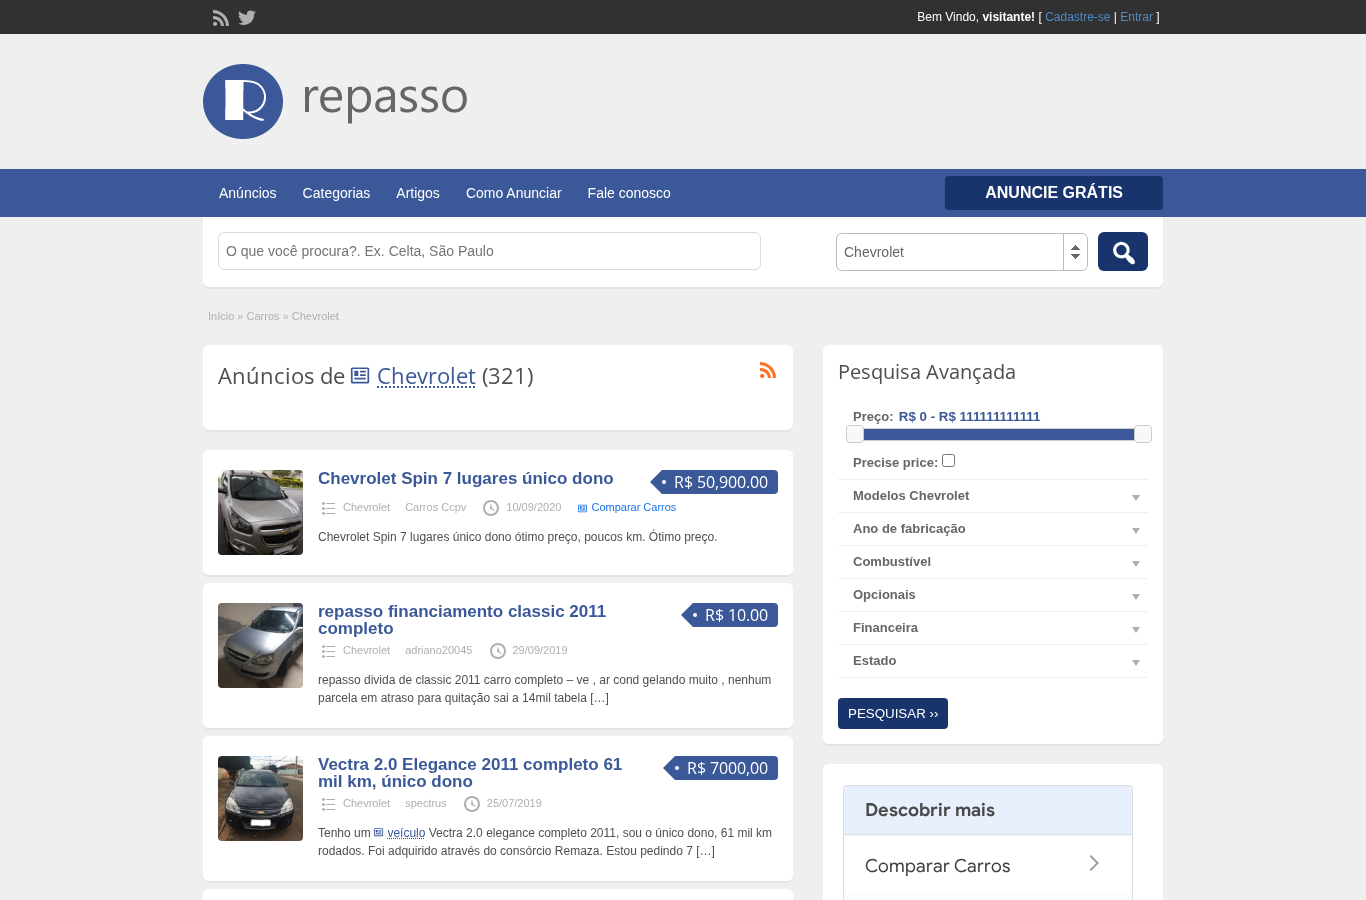 Bem Vindo, visitante! [ Cadastre-se | Entrar ]
repasso
Anúncios Categorias Artigos Como Anunciar Fale conosco
ANUNCIE GRÁTIS
O que você procura?. Ex. Celta, São Paulo
Chevrolet
Início » Carros » Chevrolet
Anúncios de Chevrolet (321)
Chevrolet Spin 7 lugares único dono
R$ 50,900.00
Chevrolet Carros Ccpv 10/09/2020 Comparar Carros
Chevrolet Spin 7 lugares único dono ótimo preço, poucos km. Ótimo preço.
repasso financiamento classic 2011
completo
R$ 10.00
Chevrolet adriano20045 29/09/2019
repasso divida de classic 2011 carro completo – ve , ar cond gelando muito , nenhum
parcela em atraso para quitação sai a 14mil tabela […]
Vectra 2.0 Elegance 2011 completo 61
mil km, único dono
R$ 7000,00
Chevrolet spectrus 25/07/2019
Tenho um veículo Vectra 2.0 elegance completo 2011, sou o único dono, 61 mil km
rodados. Foi adquirido através do consórcio Remaza. Estou pedindo 7 […]
Pesquisa Avançada
Preço: R$ 0 - R$ 111111111111
Precise price:
Modelos Chevrolet
Ano de fabricação
Combustível
Opcionais
Financeira
Estado
PESQUISAR ››
Descobrir mais
Comparar Carros